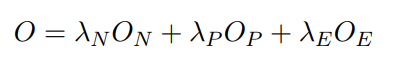 O = λ_N O_N + λ_P O_P + λ_E O_E